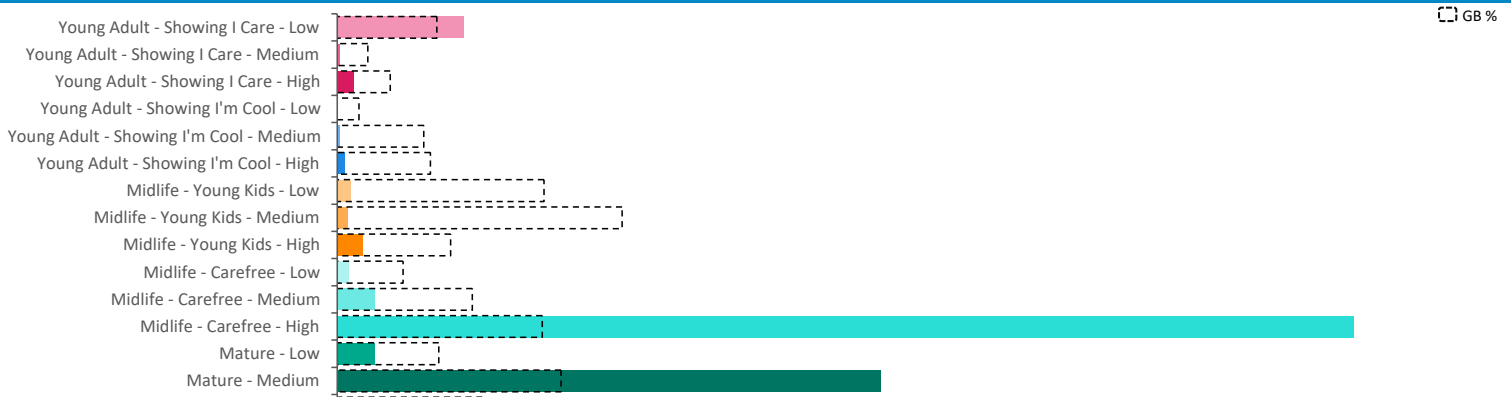 GB %
Young Adult - Showing I Care - Low
Young Adult - Showing I Care - Medium
Young Adult - Showing I Care - High
Young Adult - Showing I'm Cool - Low
Young Adult - Showing I'm Cool - Medium
Young Adult - Showing I'm Cool - High
Midlife - Young Kids - Low
Midlife - Young Kids - Medium
Midlife - Young Kids - High
Midlife - Carefree - Low
Midlife - Carefree - Medium
Midlife - Carefree - High
Mature - Low
Mature - Medium